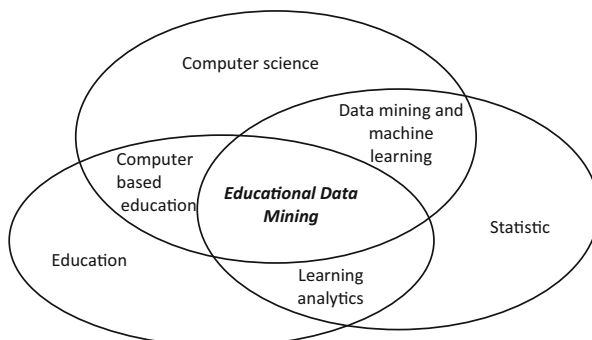 Computer science
Data mining and
machine
learning
Computer
based
education
Educational Data
Mining
Statistic
Education
Learning
analytics